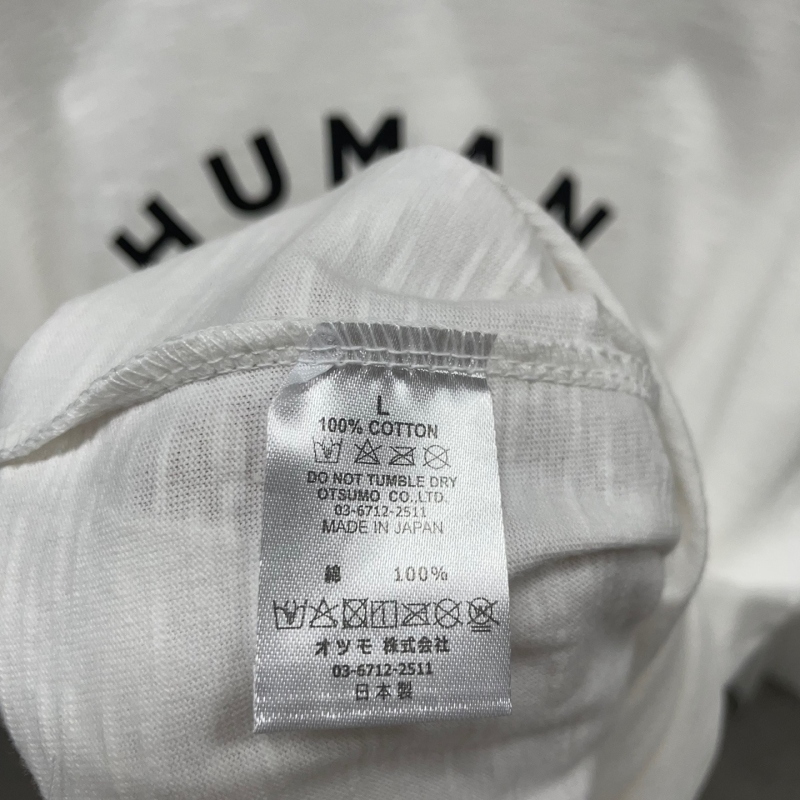 HUMAN
L
100% COTTON
DO NOT TUMBLE DRY
OTSUMO CO.,LTD.
03-6712-2511
MADE IN JAPAN
綿 100%
オツモ 株式会社
03-6712-2511
日本製